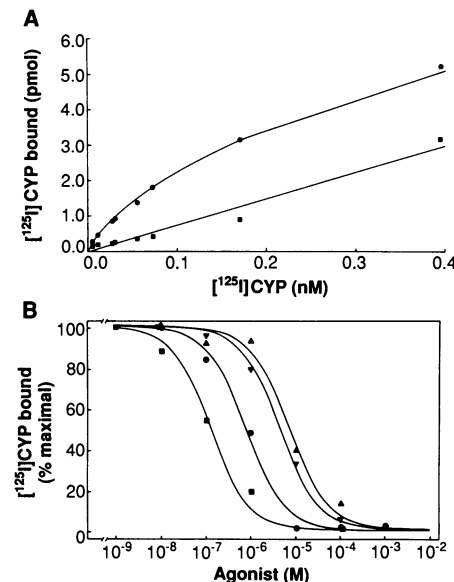 A
[¹²⁵I]CYP bound (pmol)
6.0
5.0
4.0
3.0
2.0
1.0
0.0
0.0 0.1 0.2 0.3 0.4
[¹²⁵I]CYP (nM)
B
[¹²⁵I]CYP bound
(% maximal)
100
80
60
40
20
0
10⁻⁹ 10⁻⁸ 10⁻⁷ 10⁻⁶ 10⁻⁵ 10⁻⁴ 10⁻³ 10⁻²
Agonist (M)